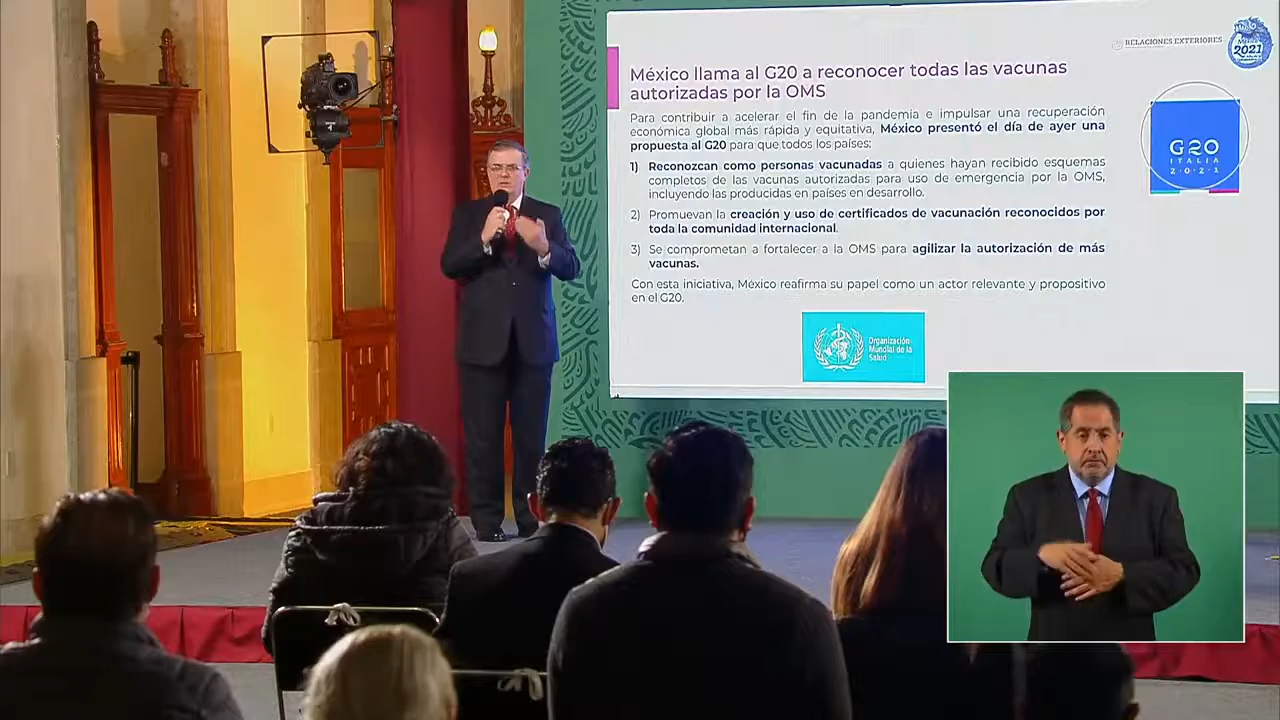 RELACIONES EXTERIORES
México
2021
México llama al G20 a reconocer todas las vacunas
autorizadas por la OMS
Para contribuir a acelerar el fin de la pandemia e impulsar una recuperación
económica global más rápida y equitativa, México presentó el día de ayer una
propuesta al G20 para que todos los países:
1) Reconozcan como personas vacunadas a quienes hayan recibido esquemas
completos de las vacunas autorizadas para uso de emergencia por la OMS,
incluyendo las producidas en países en desarrollo.
2) Promuevan la creación y uso de certificados de vacunación reconocidos por
toda la comunidad internacional.
3) Se comprometan a fortalecer a la OMS para agilizar la autorización de más
vacunas.
Con esta iniciativa, México reafirma su papel como un actor relevante y propositivo
en el G20.
G20
ITALIA
2·0·2·1
Organización
Mundial de la
Salud